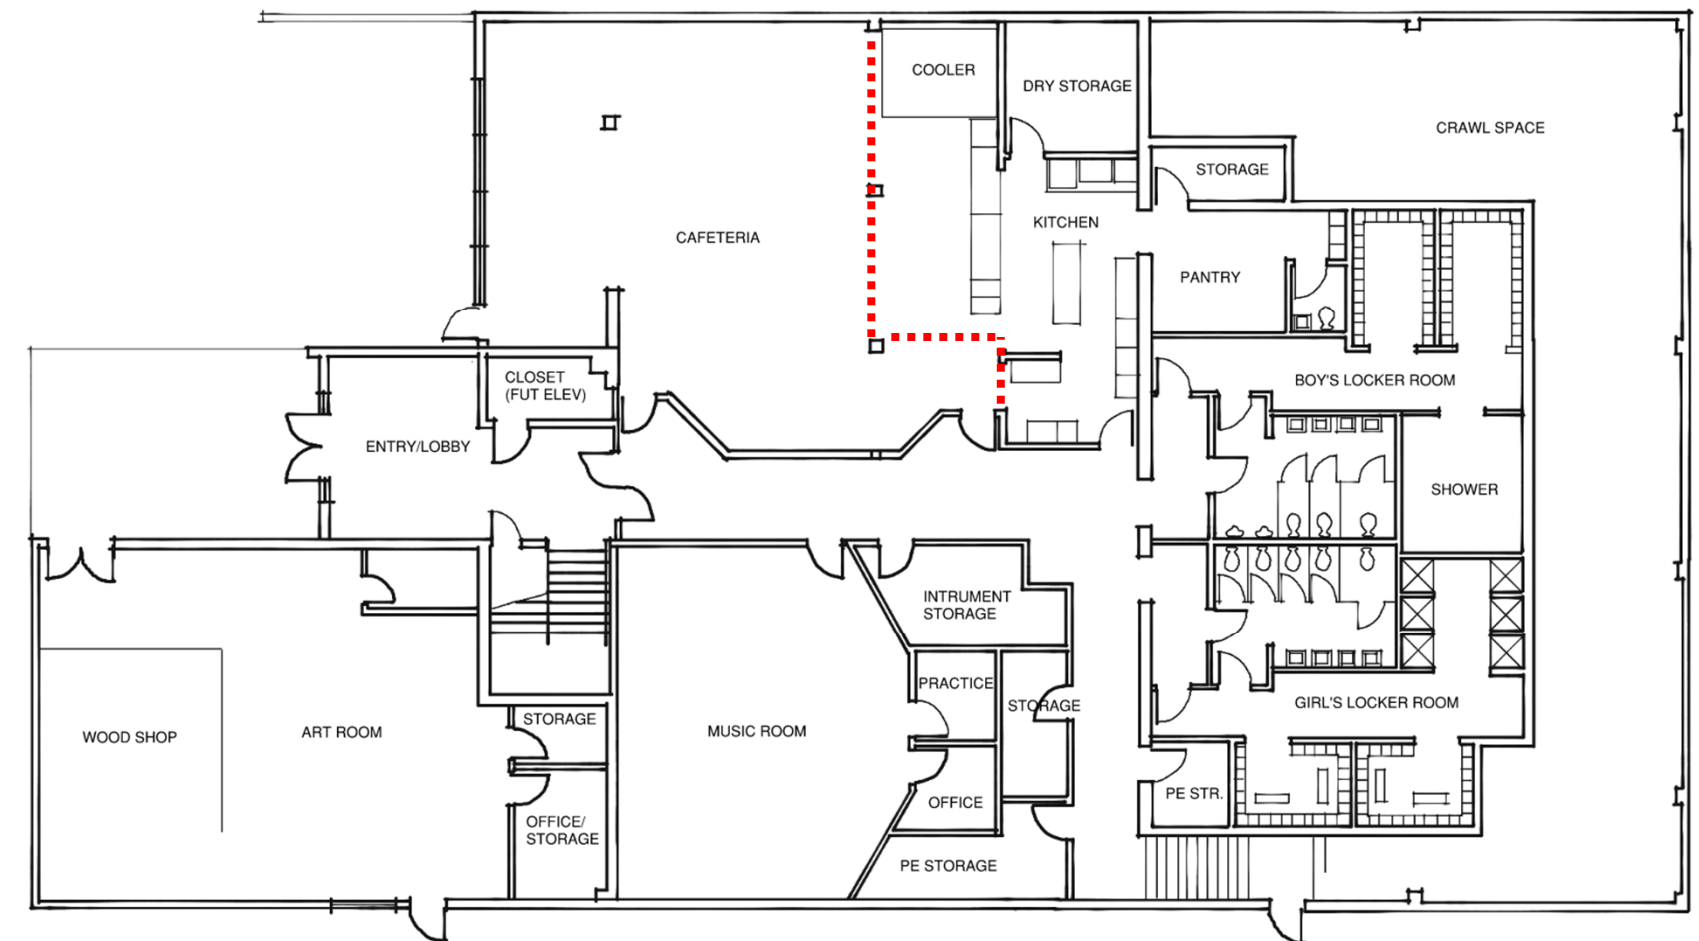 COOLER
DRY STORAGE
CRAWL SPACE
STORAGE
KITCHEN
CAFETERIA
PANTRY
CLOSET
(FUT ELEV)
BOY'S LOCKER ROOM
ENTRY/LOBBY
SHOWER
INTRUMENT
STORAGE
PRACTICE
STORAGE
GIRL'S LOCKER ROOM
STORAGE
WOOD SHOP
ART ROOM
MUSIC ROOM
PE STR.
OFFICE
OFFICE/
STORAGE
PE STORAGE